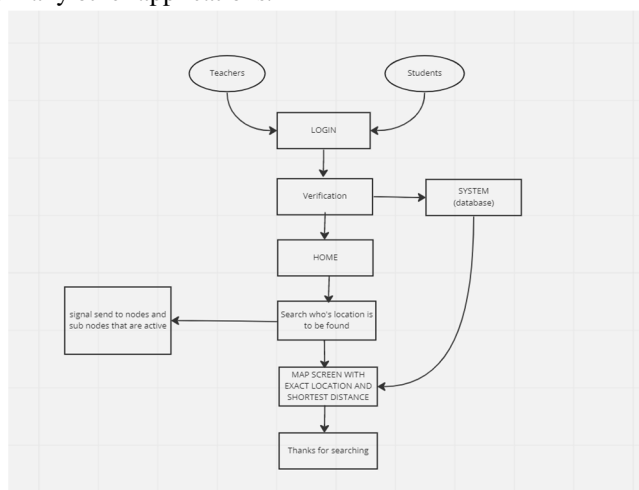 Teachers
Students
LOGIN
Verification
SYSTEM
(database)
HOME
signal send to nodes and
sub nodes that are active
Search who's location is
to be found
MAP SCREEN WITH
EXACT LOCATION AND
SHORTEST DISTANCE
Thanks for searching